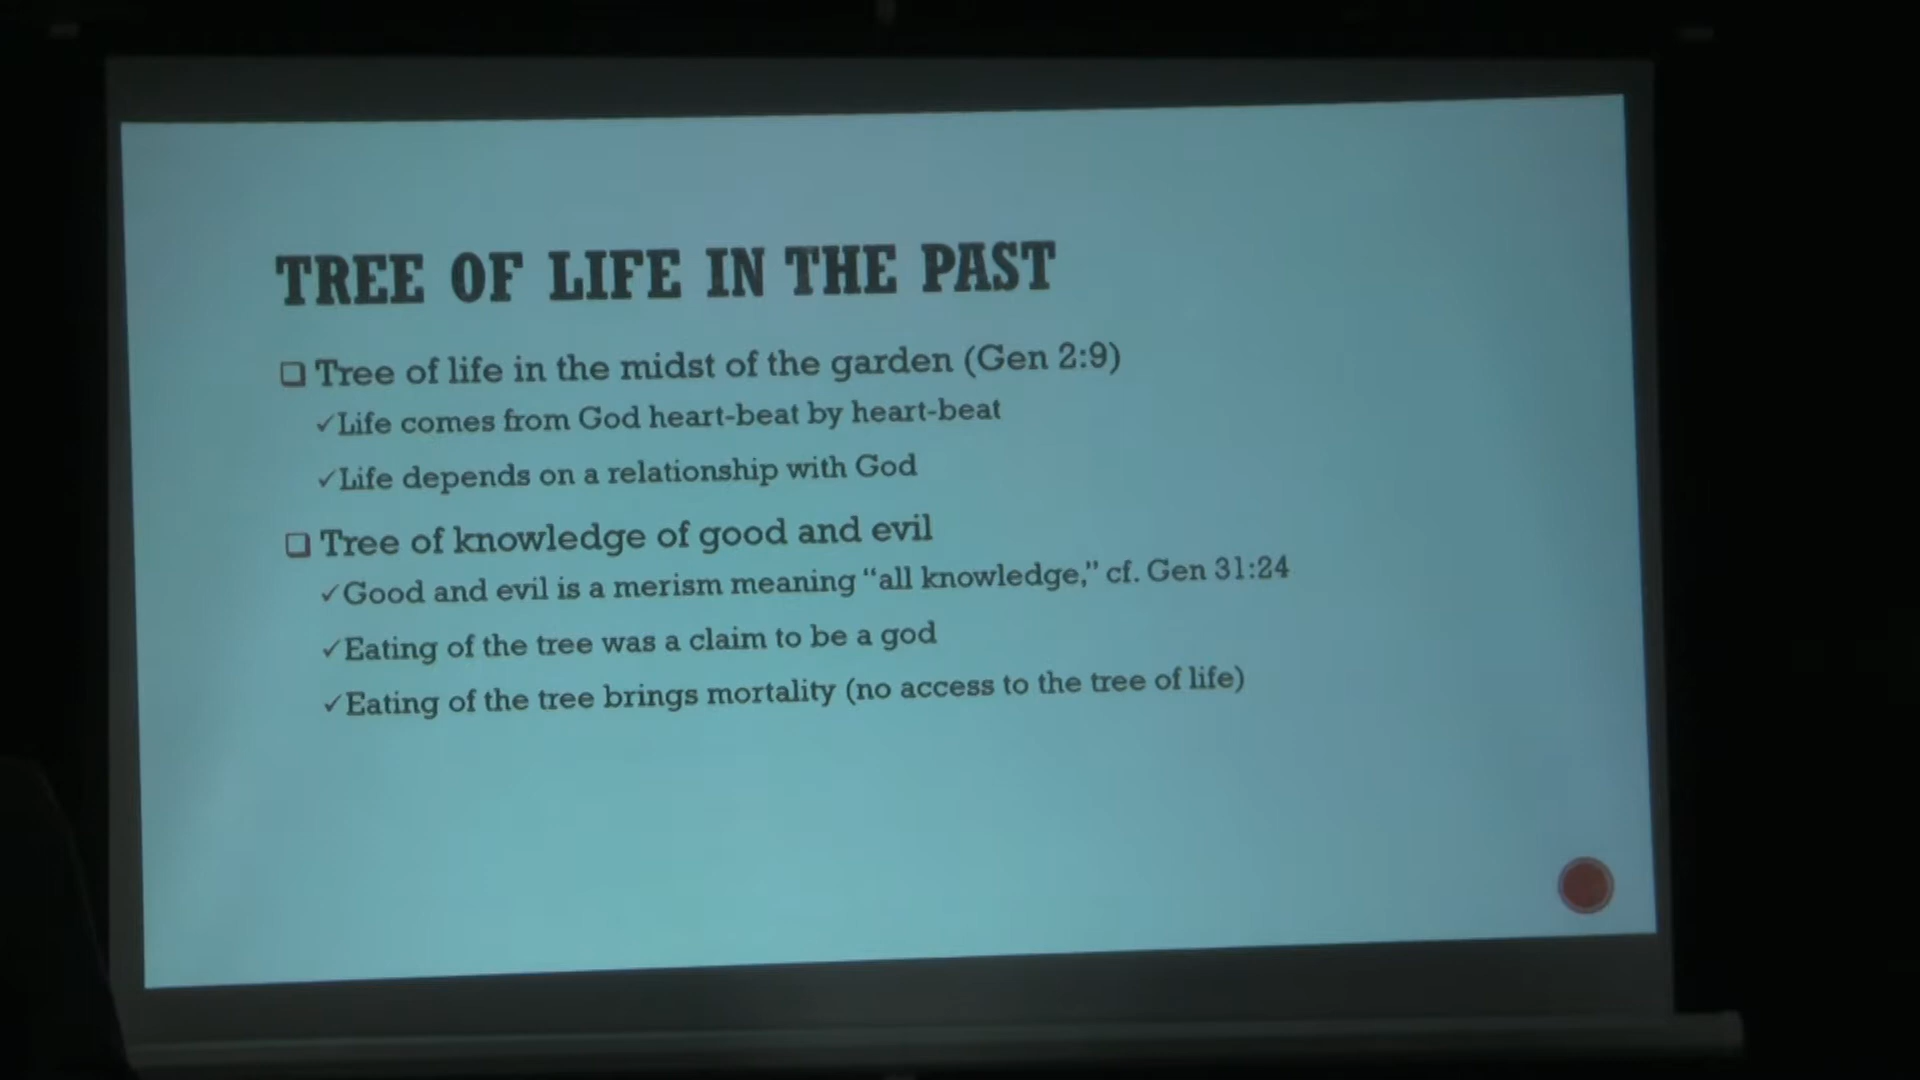 TREE OF LIFE IN THE PAST
❑ Tree of life in the midst of the garden (Gen 2:9)
✓Life comes from God heart-beat by heart-beat
✓Life depends on a relationship with God
❑ Tree of knowledge of good and evil
✓Good and evil is a merism meaning “all knowledge,” cf. Gen 31:24
✓Eating of the tree was a claim to be a god
✓Eating of the tree brings mortality (no access to the tree of life)